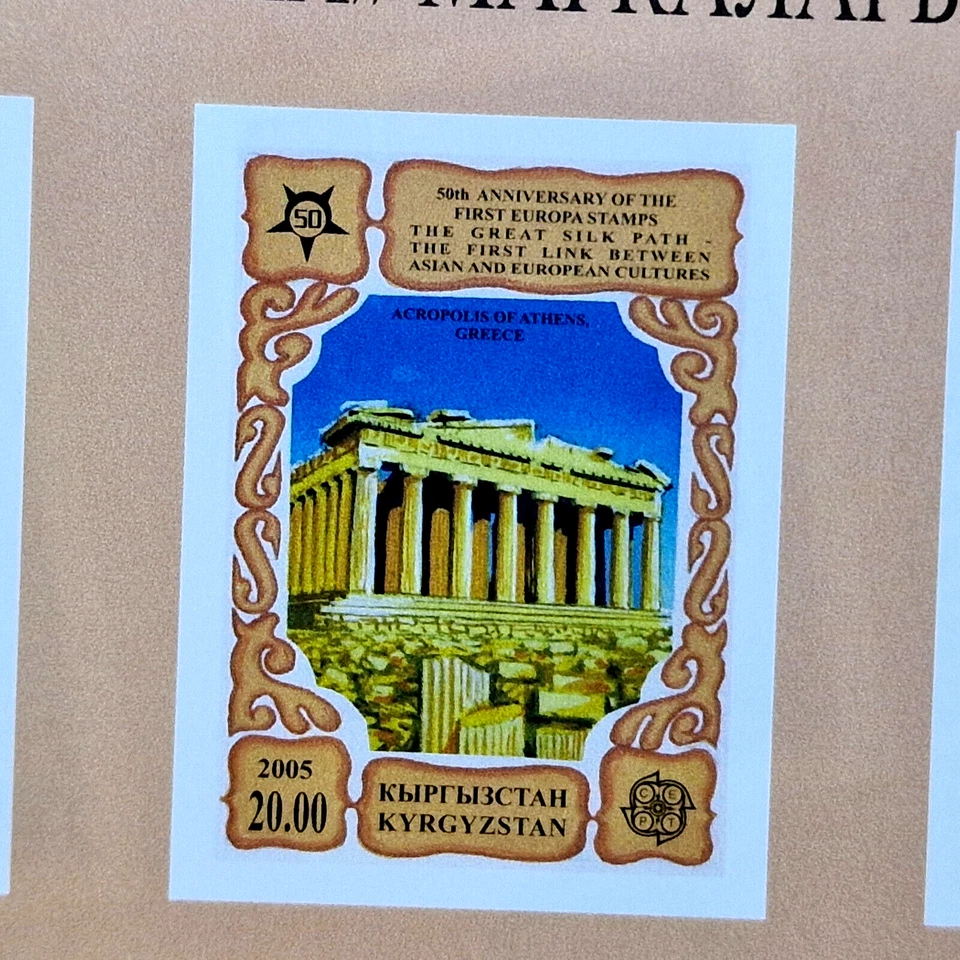 МАРКАЛАРЫ
50
50th ANNIVERSARY OF THE
FIRST EUROPA STAMPS
THE GREAT SILK PATH -
THE FIRST LINK BETWEEN
ASIAN AND EUROPEAN CULTURES
ACROPOLIS OF ATHENS,
GREECE
2005
20.00
КЫРГЫЗСТАН
KYRGYZSTAN
C E
P T